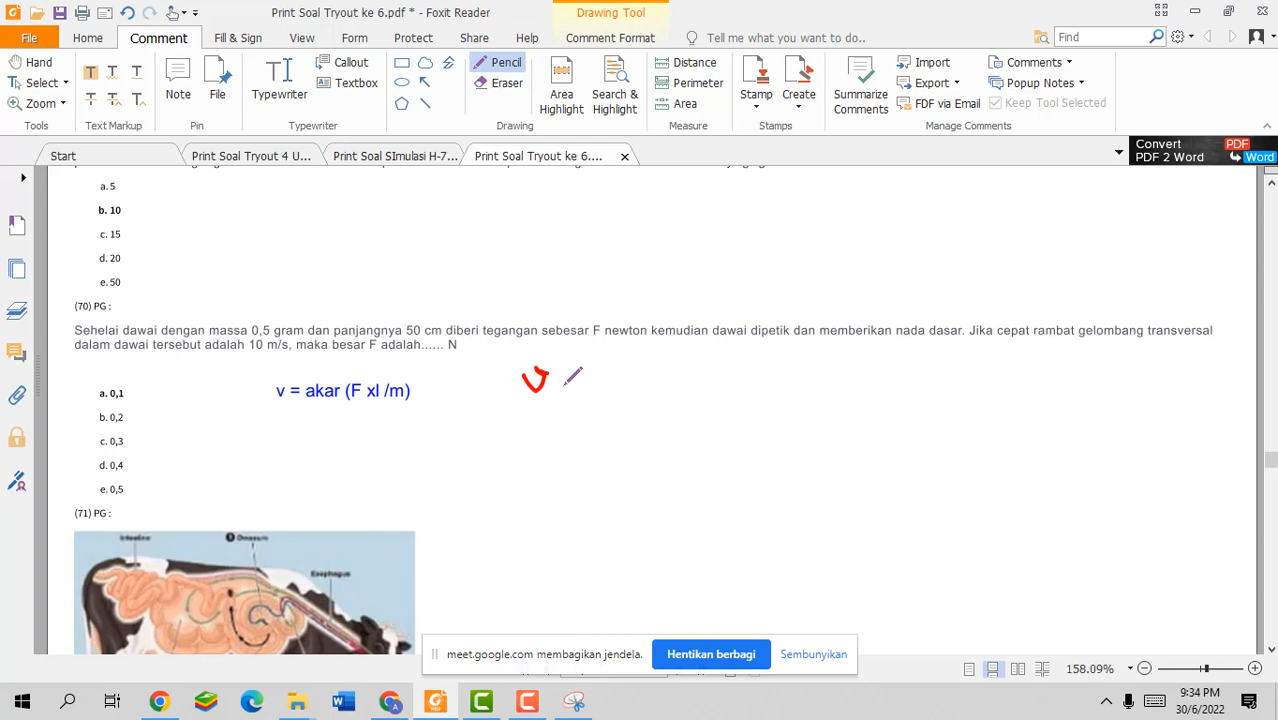 Print Soal Tryout ke 6.pdf * - Foxit Reader
Drawing Tool
File
Home
Comment
Fill & Sign
View
Form
Protect
Share
Help
Comment Format
Tell me what you want to do..
Find
Hand
Select
Zoom
Tools
Text Markup
Note
File
Pin
Typewriter
Callout
Textbox
Typewriter
Pencil
Eraser
Drawing
Area Highlight
Search & Highlight
Distance
Perimeter
Area
Measure
Stamp
Create
Stamps
Summarize Comments
Import
Export
FDF via Email
Comments
Popup Notes
Keep Tool Selected
Manage Comments
Start
Print Soal Tryout 4 U...
Print Soal SImulasi H-7...
Print Soal Tryout ke 6....
Convert PDF
PDF 2 Word Word
a. 5
b. 10
c. 15
d. 20
e. 50
(70) PG :
Sehelai dawai dengan massa 0,5 gram dan panjangnya 50 cm diberi tegangan sebesar F newton kemudian dawai dipetik dan memberikan nada dasar. Jika cepat rambat gelombang transversal
dalam dawai tersebut adalah 10 m/s, maka besar F adalah...... N
v
a. 0,1
v = akar (F xl /m)
b. 0,2
c. 0,3
d. 0,4
e. 0,5
(71) PG :
Intestine
Omasum
Esophagus
meet.google.com membagikan jendela.
Hentikan berbagi
Sembunyikan
158.09%
9:34 PM
30/6/2022